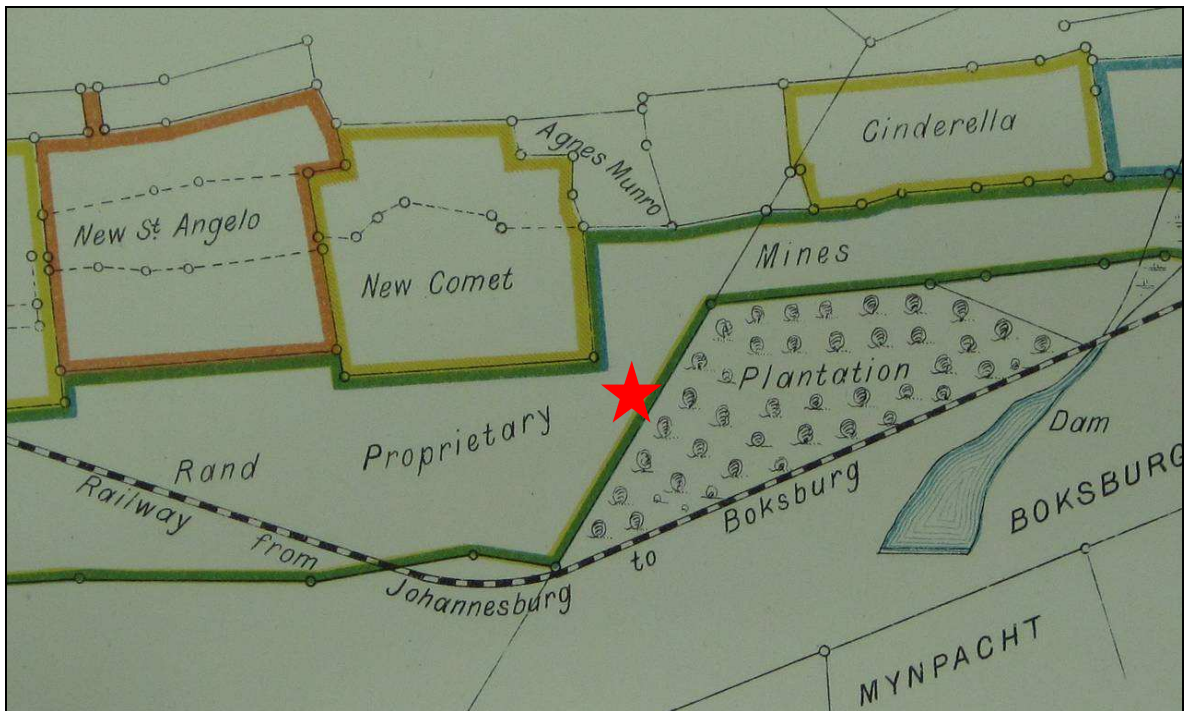 Agnes Munro
Cinderella
New St. Angelo
Mines
New Comet
Plantation
Rand Proprietary
Dam
Railway from Johannesburg to Boksburg
BOKSBURG
MYNPACHT